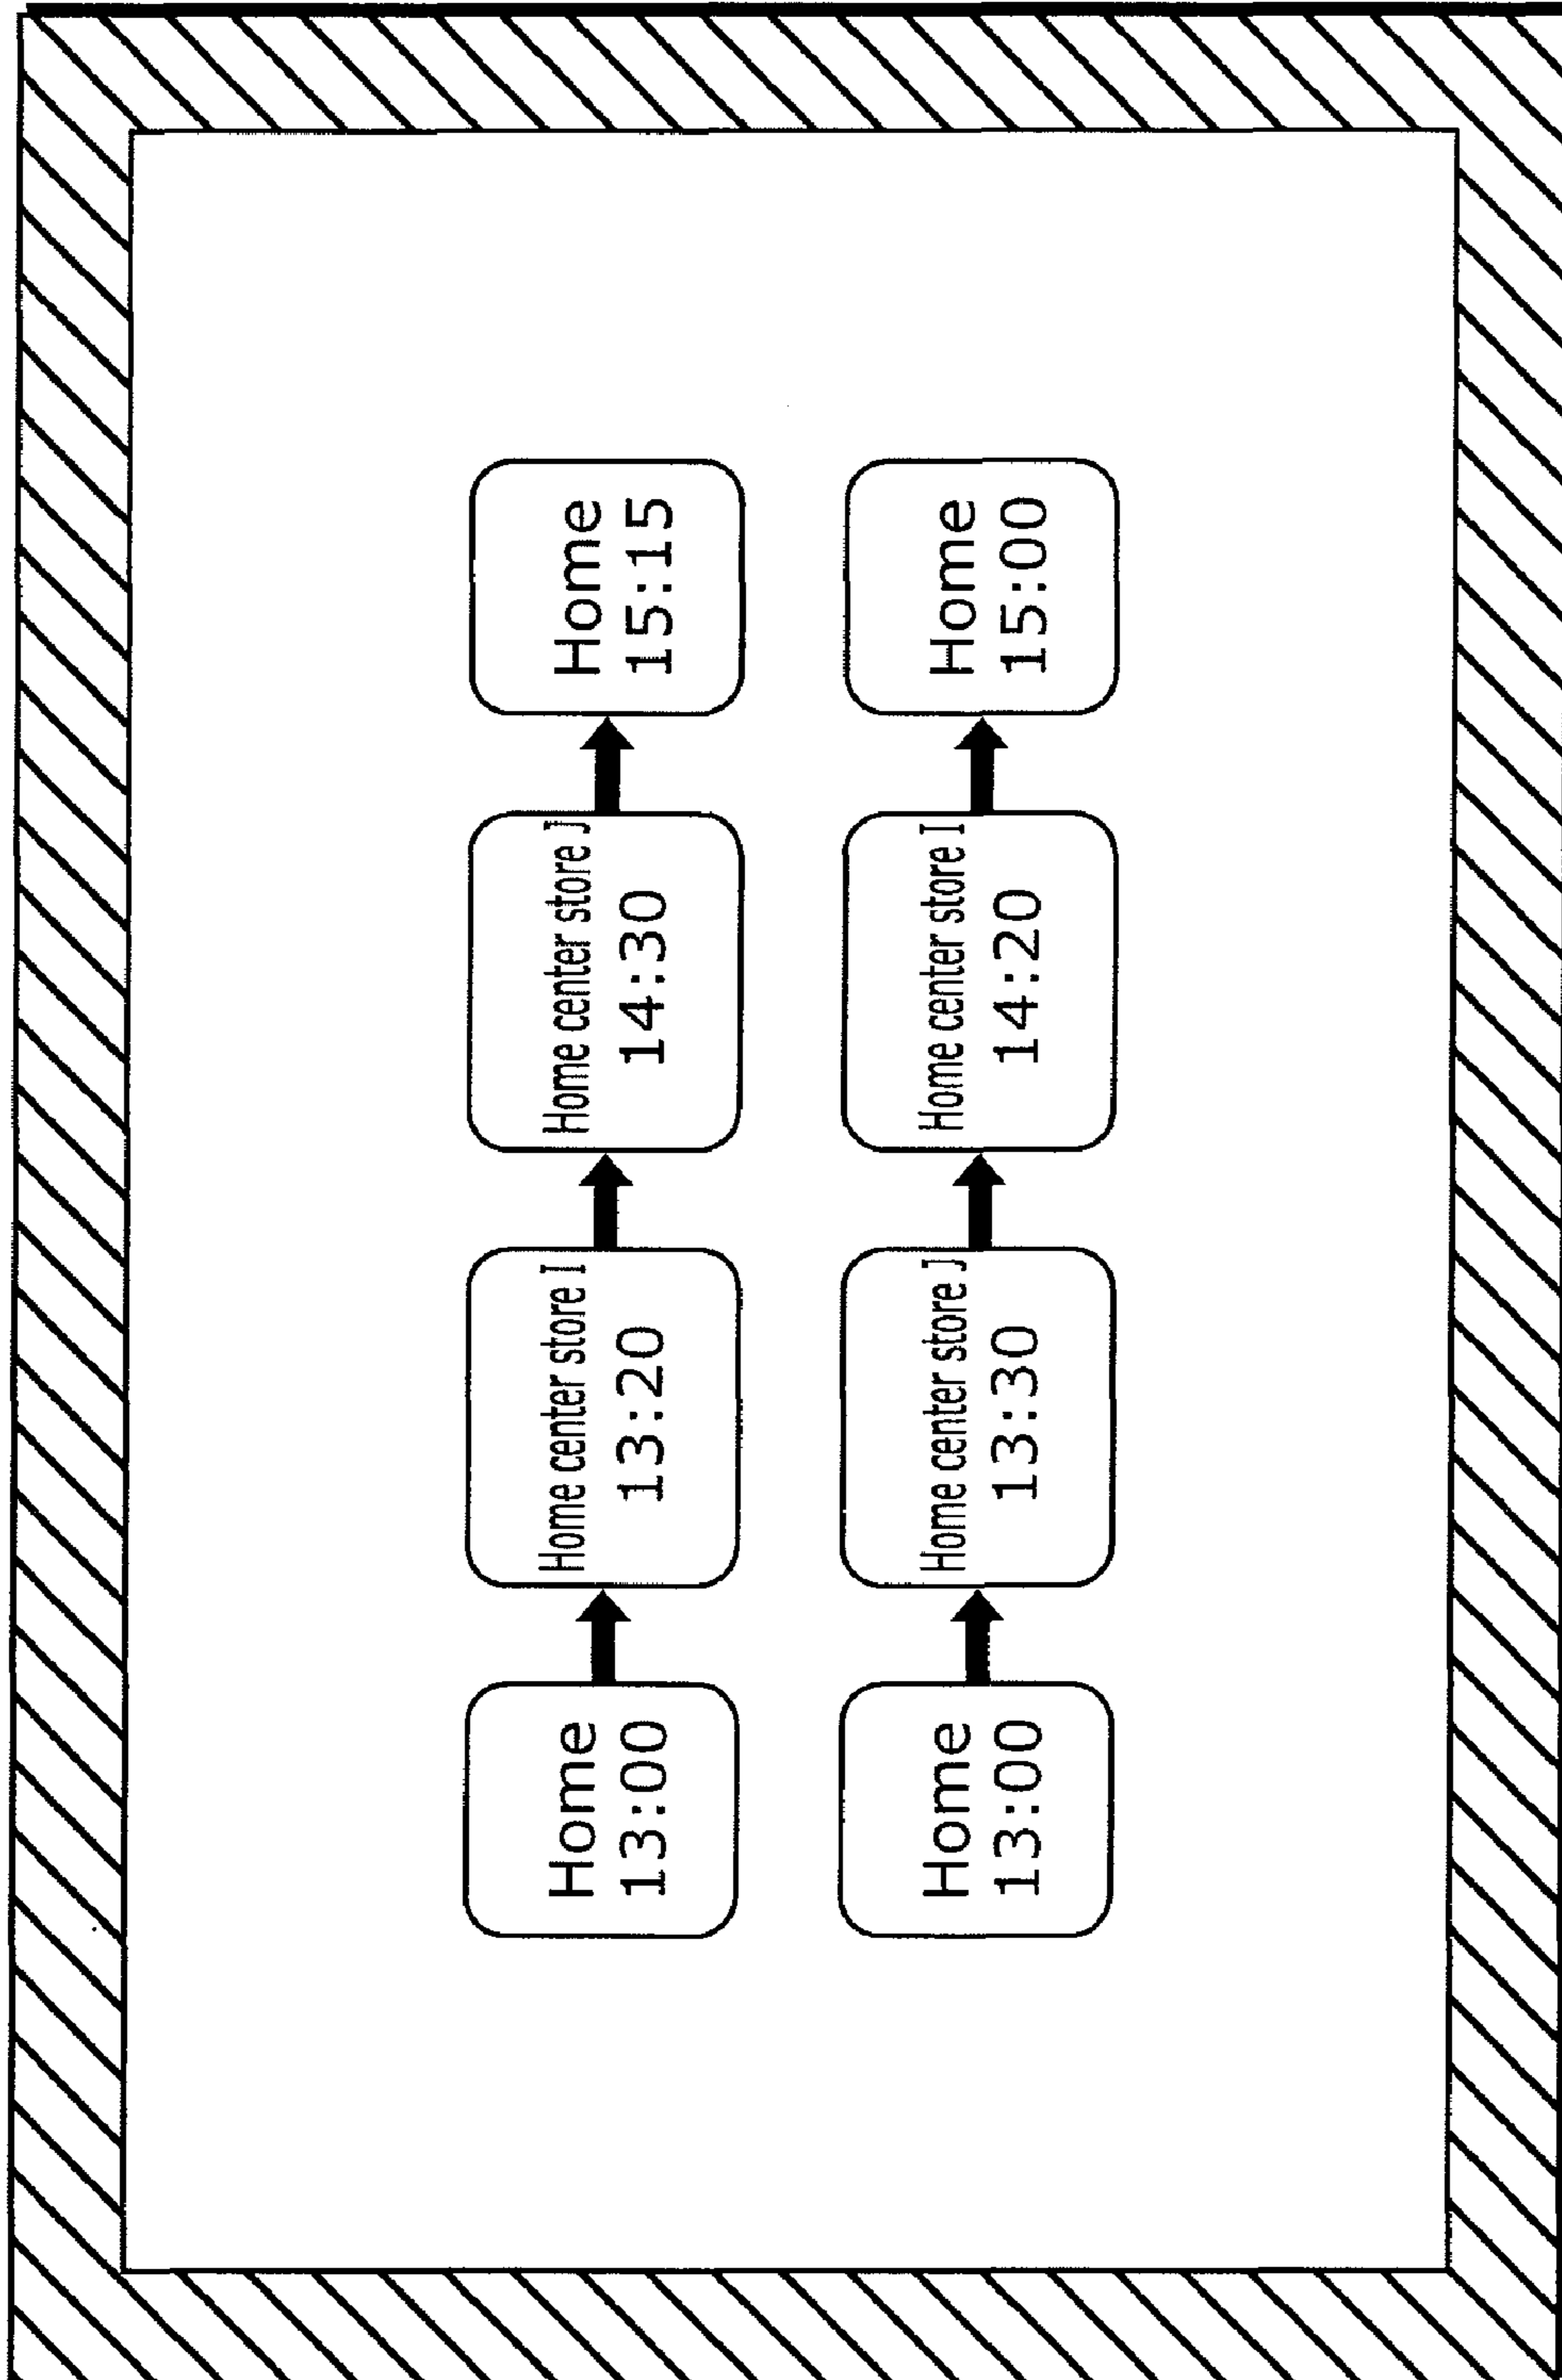 Home
13:00
Home center store I
13:20
Home center store J
14:30
Home
15:15
Home
13:00
Home center store J
13:30
Home center store I
14:20
Home
15:00